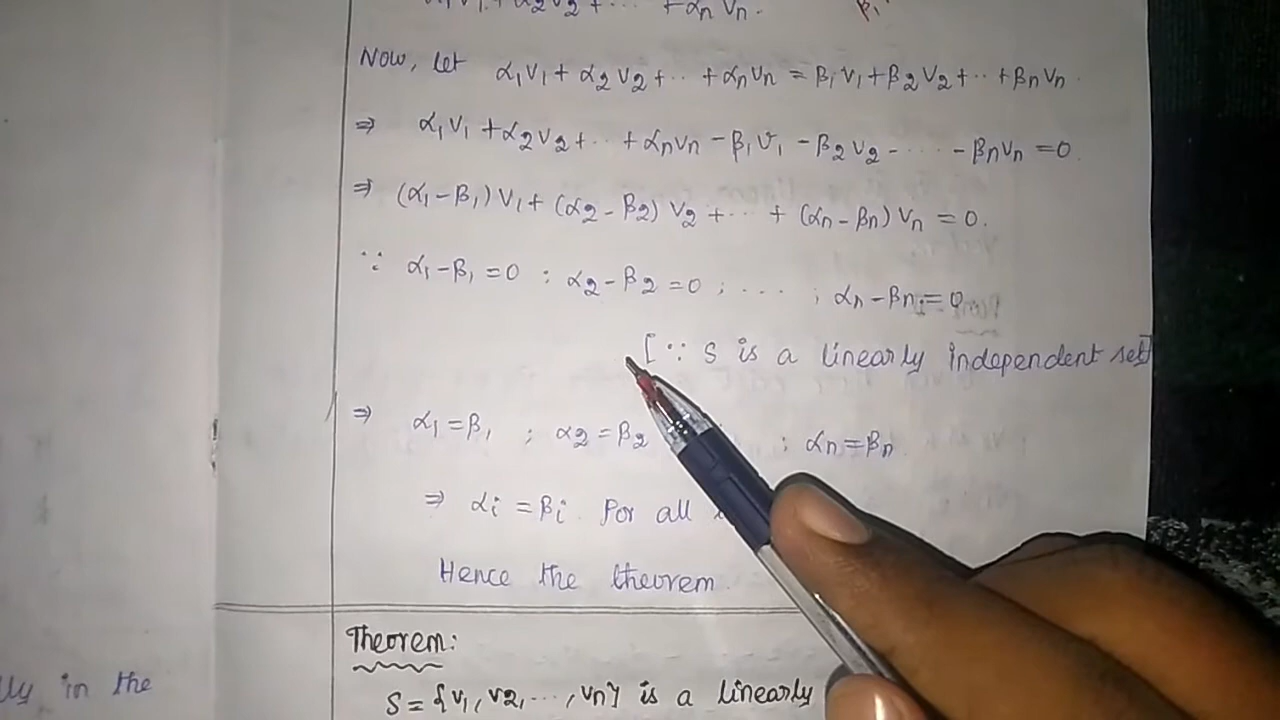 α₁v₁+α₂v₂+ ··· +αₙvₙ.
Now, let α₁v₁+α₂v₂+··+αₙvₙ = β₁v₁+β₂v₂+··+βₙvₙ.
⇒ α₁v₁+α₂v₂+··+αₙvₙ-β₁v₁-β₂v₂-···-βₙvₙ=0.
⇒ (α₁-β₁)v₁+(α₂-β₂)v₂+···+(αₙ-βₙ)vₙ=0.
∵ α₁-β₁=0 ; α₂-β₂=0 ; ··· ; αₙ-βₙ=0
[∵ S is a linearly independent set]
⇒ α₁=β₁ ; α₂=β₂ ; αₙ=βₙ
⇒ αi=βi For all
Hence the theorem.
Theorem:
S={v₁,v₂,···,vₙ} is a linearly
in the